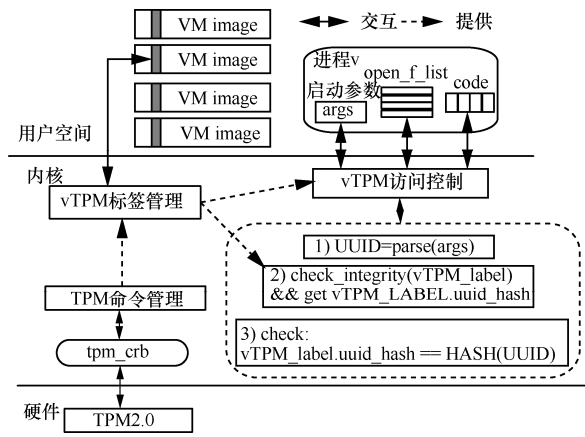 VM image
VM image
VM image
VM image
交互
提供
进程v
open_f_list
code
启动参数
args
用户空间
内核
vTPM标签管理
vTPM访问控制
1) UUID=parse(args)
2) check_integrity(vTPM_label)
&& get vTPM_LABEL.uuid_hash
TPM命令管理
3) check:
vTPM_label.uuid_hash == HASH(UUID)
tpm_crb
硬件
TPM2.0